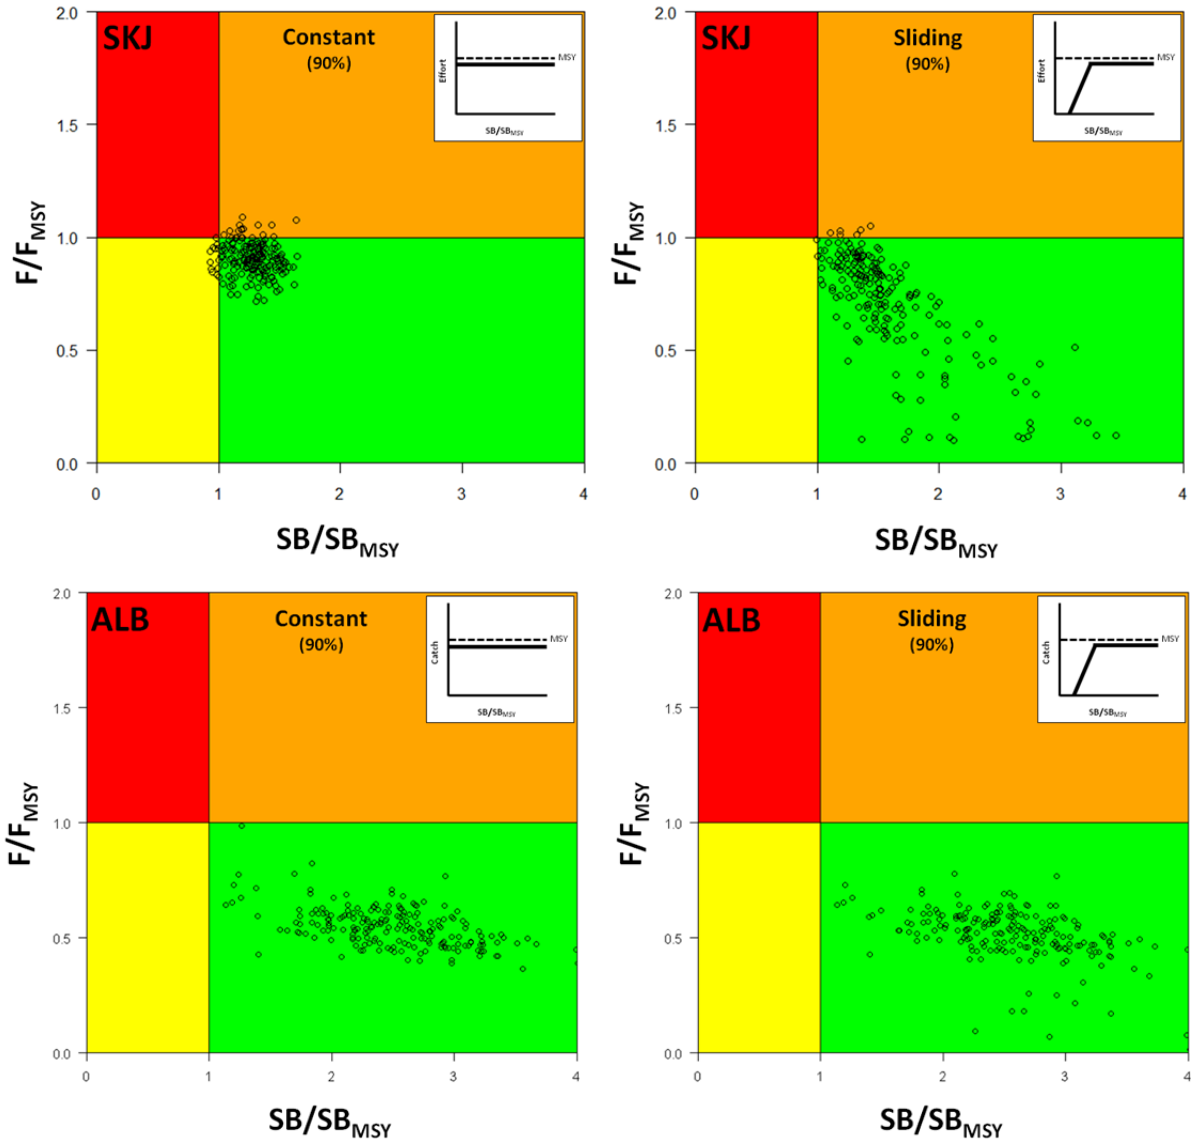 SKJ
Constant
(90%)
Effort
MSY
SB/SBMSY
F/FMSY
2.0
1.5
1.0
0.5
0.0
0 1 2 3 4
SB/SBMSY
SKJ
Sliding
(90%)
Effort
MSY
SB/SBMSY
F/FMSY
2.0
1.5
1.0
0.5
0.0
0 1 2 3 4
SB/SBMSY
ALB
Constant
(90%)
Catch
MSY
SB/SBMSY
F/FMSY
2.0
1.5
1.0
0.5
0.0
0 1 2 3 4
SB/SBMSY
ALB
Sliding
(90%)
Catch
MSY
SB/SBMSY
F/FMSY
2.0
1.5
1.0
0.5
0.0
0 1 2 3 4
SB/SBMSY